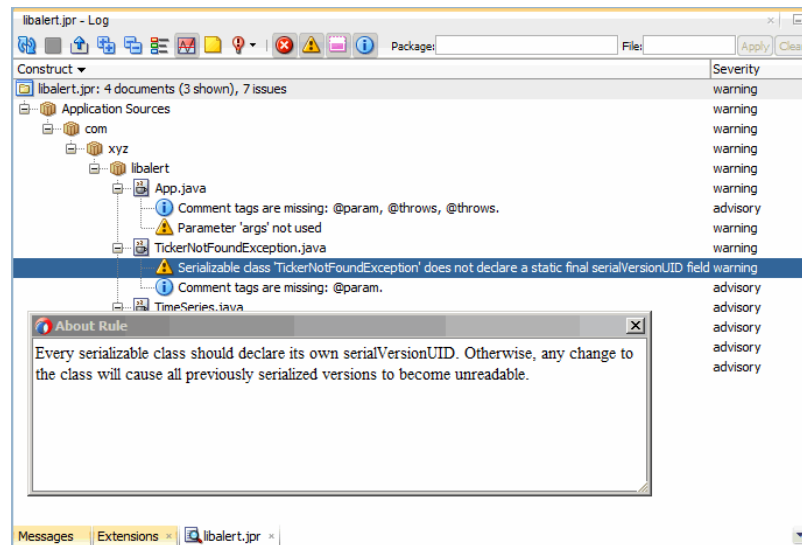 libalert.jpr - Log
Package: File: Apply Clea
Construct Severity
libalert.jpr: 4 documents (3 shown), 7 issues warning
Application Sources warning
com warning
xyz warning
libalert warning
App.java warning
Comment tags are missing: @param, @throws, @throws. advisory
Parameter 'args' not used warning
TickerNotFoundException.java warning
Serializable class 'TickerNotFoundException' does not declare a static final serialVersionUID field warning
Comment tags are missing: @param. advisory
TimeSeries.java advisory
About Rule advisory
Every serializable class should declare its own serialVersionUID. Otherwise, any change to advisory
the class will cause all previously serialized versions to become unreadable. advisory
Messages Extensions libalert.jpr